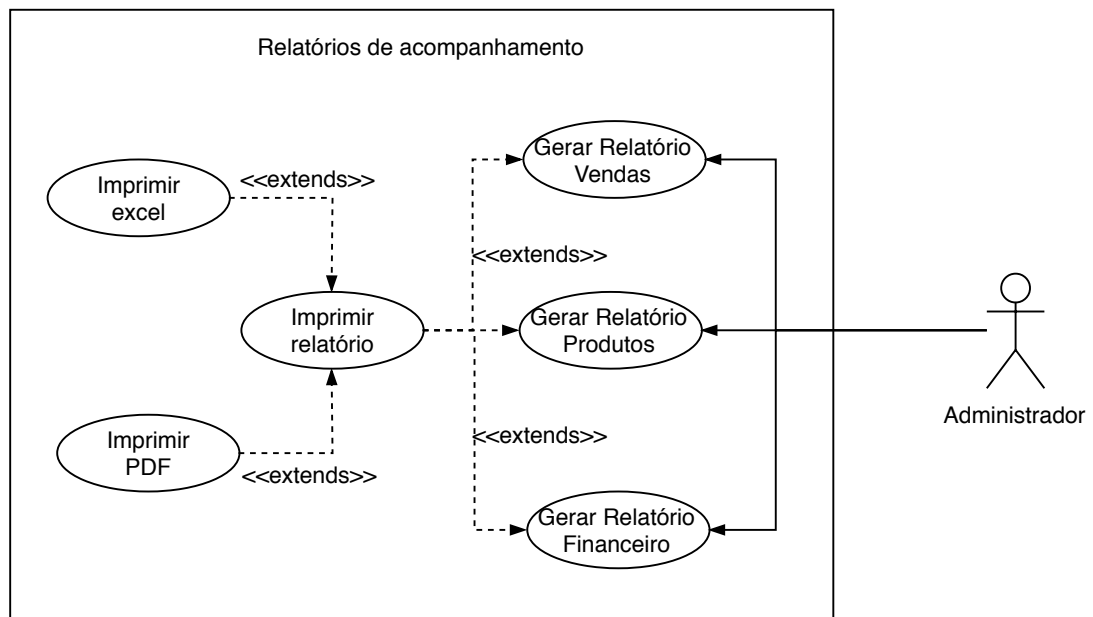 Relatórios de acompanhamento
Gerar Relatório
Vendas
Imprimir
excel
<<extends>>
<<extends>>
Imprimir
relatório
Gerar Relatório
Produtos
Administrador
<<extends>>
Imprimir
PDF
<<extends>>
Gerar Relatório
Financeiro